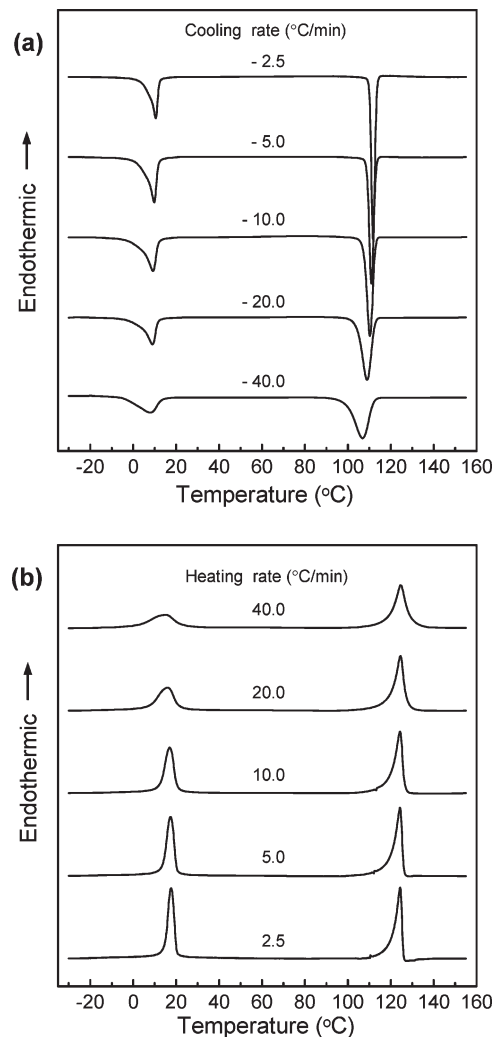 (a)
Cooling rate (°C/min)
- 2.5
- 5.0
- 10.0
- 20.0
- 40.0
Endothermic →
-20 0 20 40 60 80 100 120 140 160
Temperature (°C)
(b)
Heating rate (°C/min)
40.0
20.0
10.0
5.0
2.5
Endothermic →
-20 0 20 40 60 80 100 120 140 160
Temperature (°C)